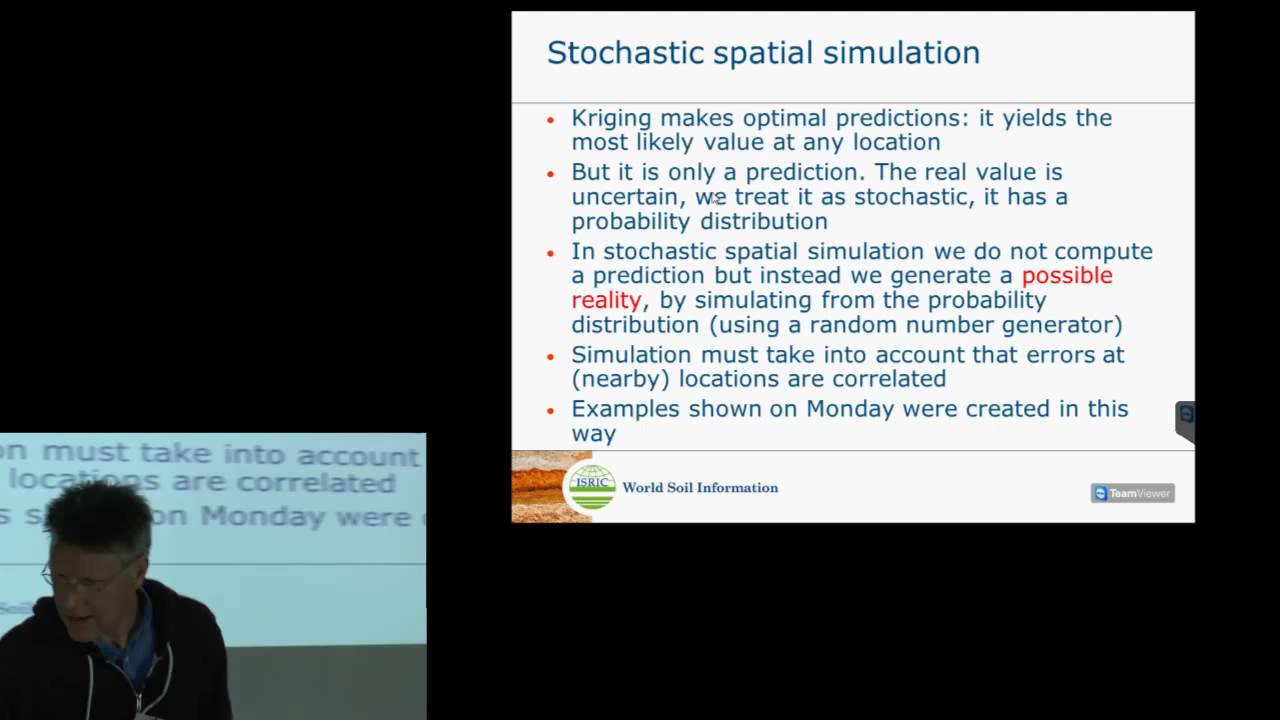 Stochastic spatial simulation
• Kriging makes optimal predictions: it yields the
most likely value at any location
• But it is only a prediction. The real value is
uncertain, we treat it as stochastic, it has a
probability distribution
• In stochastic spatial simulation we do not compute
a prediction but instead we generate a possible
reality, by simulating from the probability
distribution (using a random number generator)
• Simulation must take into account that errors at
(nearby) locations are correlated
• Examples shown on Monday were created in this
way
ISRIC World Soil Information
TeamViewer
on must take into account
locations are correlated
on Monday were